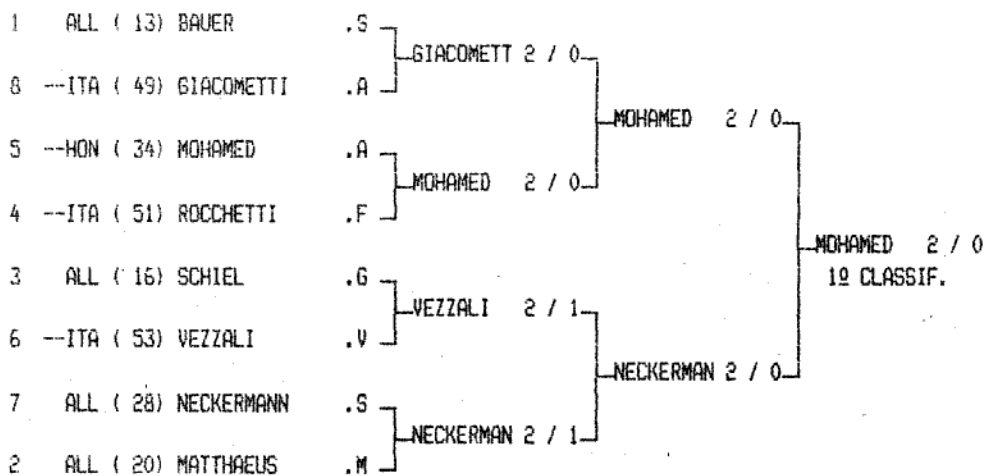 1 ALL ( 13) BAUER .S
GIACOMETT 2 / 0
8 --ITA ( 49) GIACOMETTI .A
MOHAMED 2 / 0
5 --HON ( 34) MOHAMED .A
MOHAMED 2 / 0
4 --ITA ( 51) ROCCHETTI .F
MOHAMED 2 / 0
1º CLASSIF.
3 ALL ( 16) SCHIEL .G
VEZZALI 2 / 1
6 --ITA ( 53) VEZZALI .V
NECKERMAN 2 / 0
7 ALL ( 28) NECKERMANN .S
NECKERMAN 2 / 1
2 ALL ( 20) MATTHAEUS .M